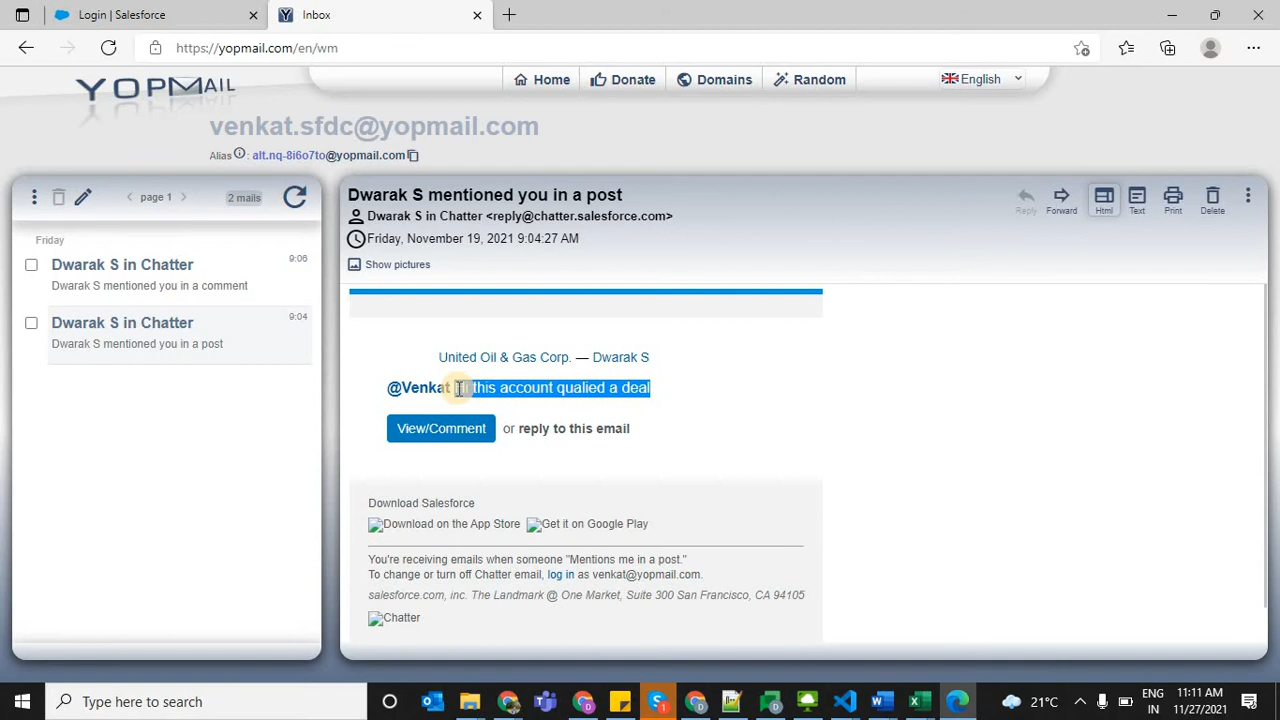 Login | Salesforce
Inbox
https://yopmail.com/en/wm
YOPMAIL
Home
Donate
Domains
Random
English
venkat.sfdc@yopmail.com
Alias : alt.nq-8i6o7to@yopmail.com
page 1
2 mails
Friday
Dwarak S in Chatter
9:06
Dwarak S mentioned you in a comment
Dwarak S in Chatter
9:04
Dwarak S mentioned you in a post
Dwarak S mentioned you in a post
Dwarak S in Chatter <reply@chatter.salesforce.com>
Friday, November 19, 2021 9:04:27 AM
Show pictures
Reply
Forward
Html
Text
Print
Delete
United Oil & Gas Corp. — Dwarak S
@Venkat this account qualied a deal
View/Comment or reply to this email
Download Salesforce
Download on the App Store Get it on Google Play
You're receiving emails when someone "Mentions me in a post."
To change or turn off Chatter email, log in as venkat@yopmail.com.
salesforce.com, inc. The Landmark @ One Market, Suite 300 San Francisco, CA 94105
Chatter
Type here to search
1
21°C
ENG
IN
11:11 AM
11/27/2021